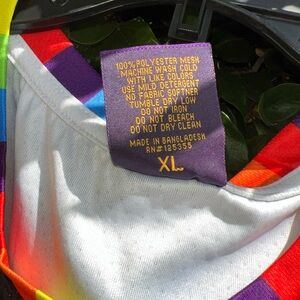 100% POLYESTER MESH
MACHINE WASH COLD
WITH LIKE COLORS
USE MILD DETERGENT
NO FABRIC SOFTNER
TUMBLE DRY LOW
DO NOT IRON
DO NOT BLEACH
DO NOT DRY CLEAN
MADE IN BANGLADESH
RN#125355
XL